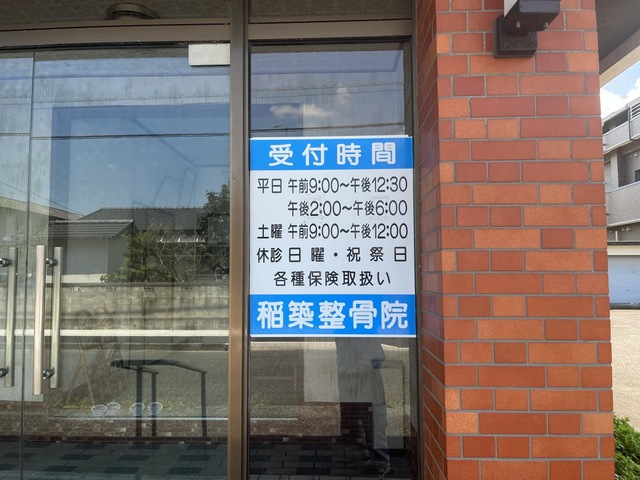 受付時間
平日 午前9:00～午後12:30
午後2:00～午後6:00
土曜 午前9:00～午後12:00
休診 日曜・祝祭日
各種保険取扱い
稲築整骨院